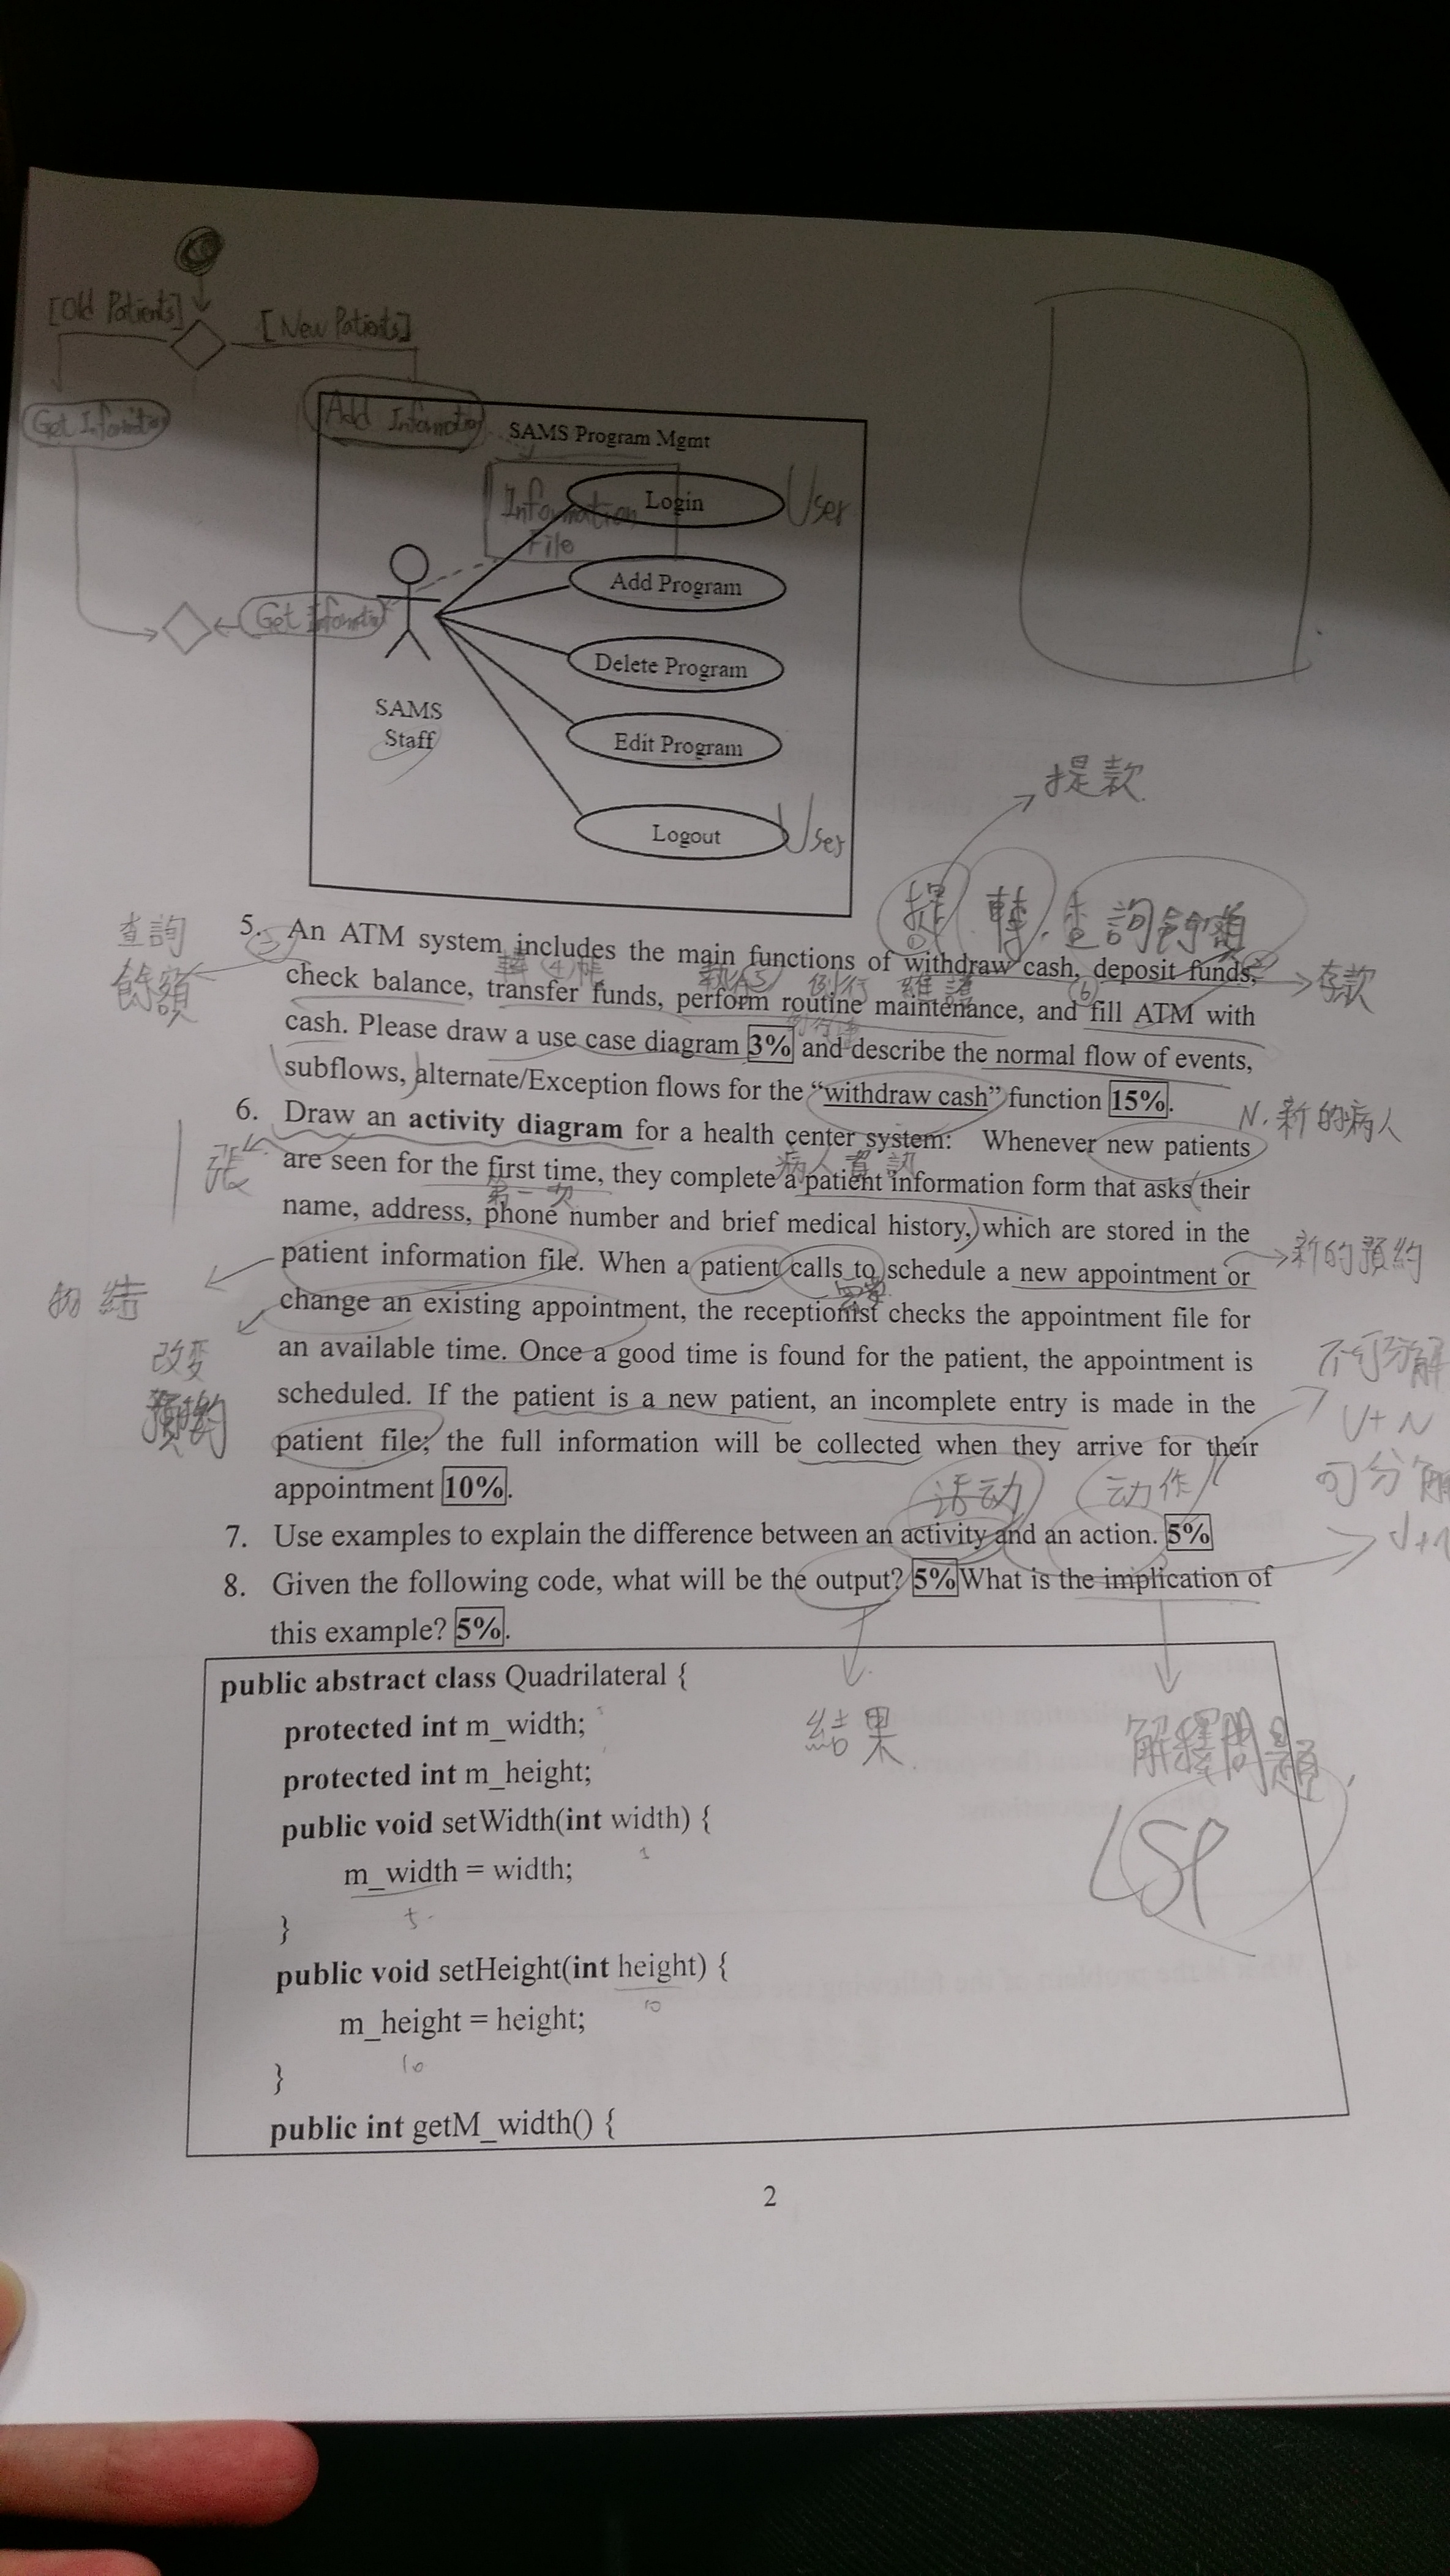 [Old Patients]
[New Patients]
Get Information
Add Information
SAMS Program Mgmt
Information
File
Login
User
Add Program
Get Information
Delete Program
SAMS
Staff
Edit Program
提款
Logout
User
提 轉 查詢餘額
查詢
餘額
5. An ATM system includes the main functions of withdraw cash, deposit funds,
存款
轉④帳 執行⑤ 例行 維護
check balance, transfer funds, perform routine maintenance, and fill ATM with
cash. Please draw a use case diagram 3% and describe the normal flow of events,
subflows, alternate/Exception flows for the “withdraw cash” function 15%.
N. 新的病人
6. Draw an activity diagram for a health center system: Whenever new patients
病人 資訊
are seen for the first time, they complete a patient information form that asks their
第一次
name, address, phone number and brief medical history, which are stored in the
patient information file. When a patient calls to schedule a new appointment or
新的預約
change an existing appointment, the receptionist checks the appointment file for
改變
預約
an available time. Once a good time is found for the patient, the appointment is
不可分解
scheduled. If the patient is a new patient, an incomplete entry is made in the
V+N
patient file; the full information will be collected when they arrive for their
可分解
appointment 10%.
活动 动作
7. Use examples to explain the difference between an activity and an action. 5%
8. Given the following code, what will be the output? 5% What is the implication of
this example? 5%.
結果
解釋問題
LSP
public abstract class Quadrilateral {
protected int m_width;
protected int m_height;
public void setWidth(int width) {
m_width = width;
5
}
public void setHeight(int height) {
10
m_height = height;
10
}
public int getM_width() {
2